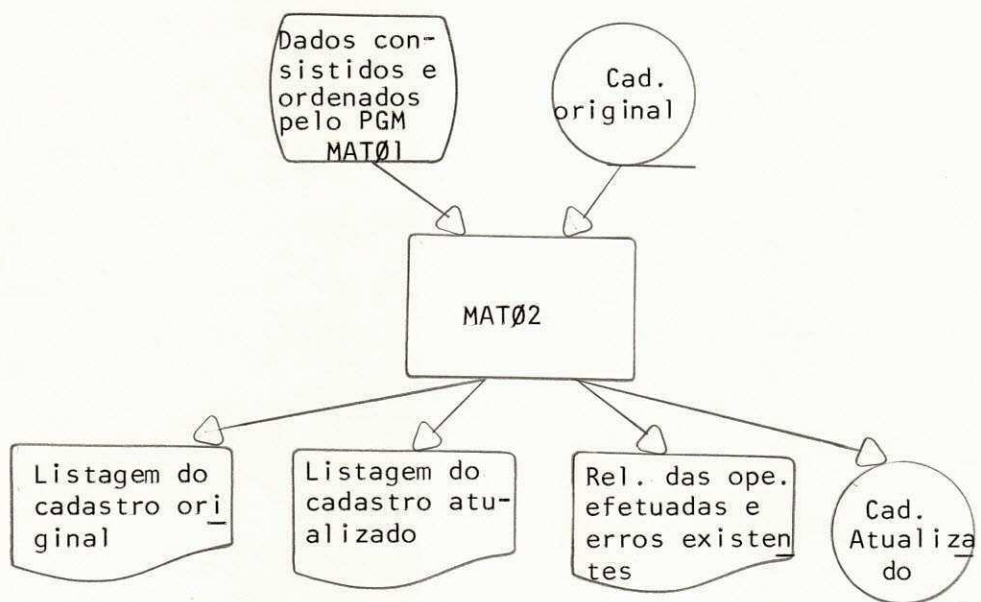 Dados con-
sistidos e
ordenados
pelo PGM
MATØ1
Cad.
original
MATØ2
Listagem do
cadastro ori
ginal
Listagem do
cadastro atu-
alizado
Rel. das ope.
efetuadas e
erros existen
tes
Cad.
Atualiza
do